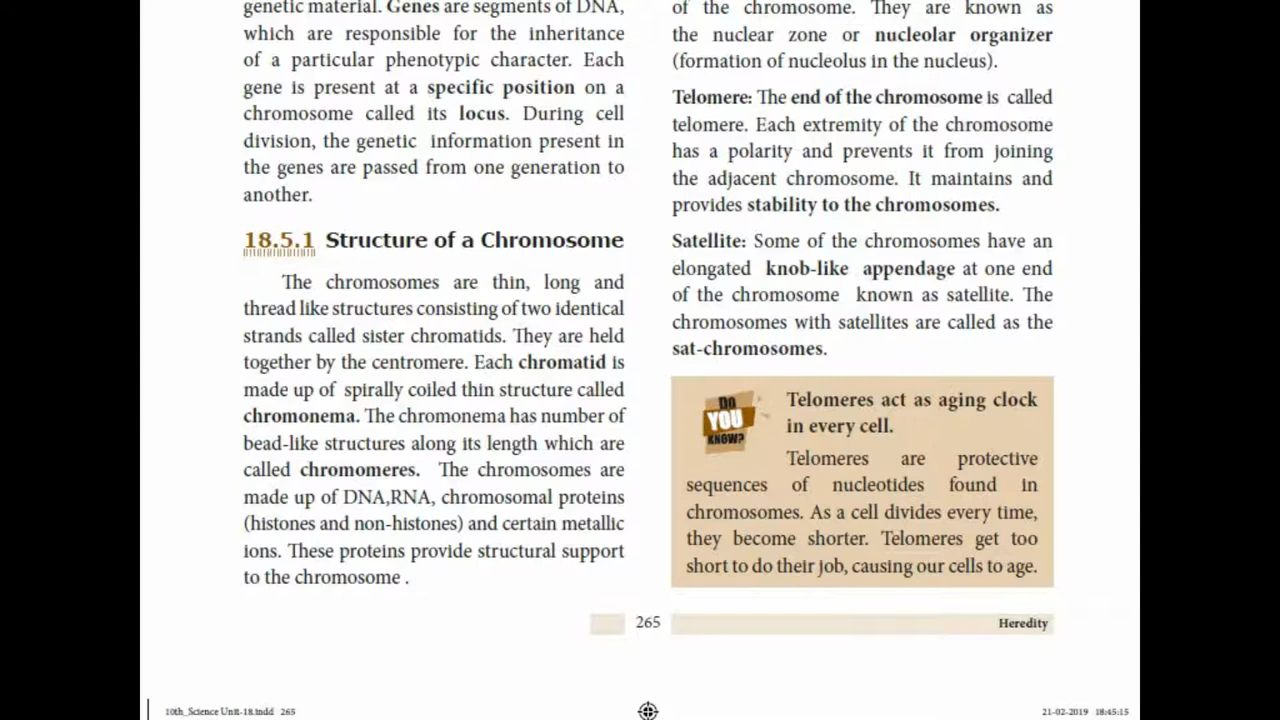 genetic material. Genes are segments of DNA,
which are responsible for the inheritance
of a particular phenotypic character. Each
gene is present at a specific position on a
chromosome called its locus. During cell
division, the genetic information present in
the genes are passed from one generation to
another.
18.5.1 Structure of a Chromosome
The chromosomes are thin, long and
thread like structures consisting of two identical
strands called sister chromatids. They are held
together by the centromere. Each chromatid is
made up of spirally coiled thin structure called
chromonema. The chromonema has number of
bead-like structures along its length which are
called chromomeres. The chromosomes are
made up of DNA,RNA, chromosomal proteins
(histones and non-histones) and certain metallic
ions. These proteins provide structural support
to the chromosome .
of the chromosome. They are known as
the nuclear zone or nucleolar organizer
(formation of nucleolus in the nucleus).
Telomere: The end of the chromosome is called
telomere. Each extremity of the chromosome
has a polarity and prevents it from joining
the adjacent chromosome. It maintains and
provides stability to the chromosomes.
Satellite: Some of the chromosomes have an
elongated knob-like appendage at one end
of the chromosome known as satellite. The
chromosomes with satellites are called as the
sat-chromosomes.
DO
YOU
KNOW?
Telomeres act as aging clock
in every cell.
Telomeres are protective
sequences of nucleotides found in
chromosomes. As a cell divides every time,
they become shorter. Telomeres get too
short to do their job, causing our cells to age.
265
Heredity
10th_Science Unit-18.indd 265
21-02-2019 18:45:15